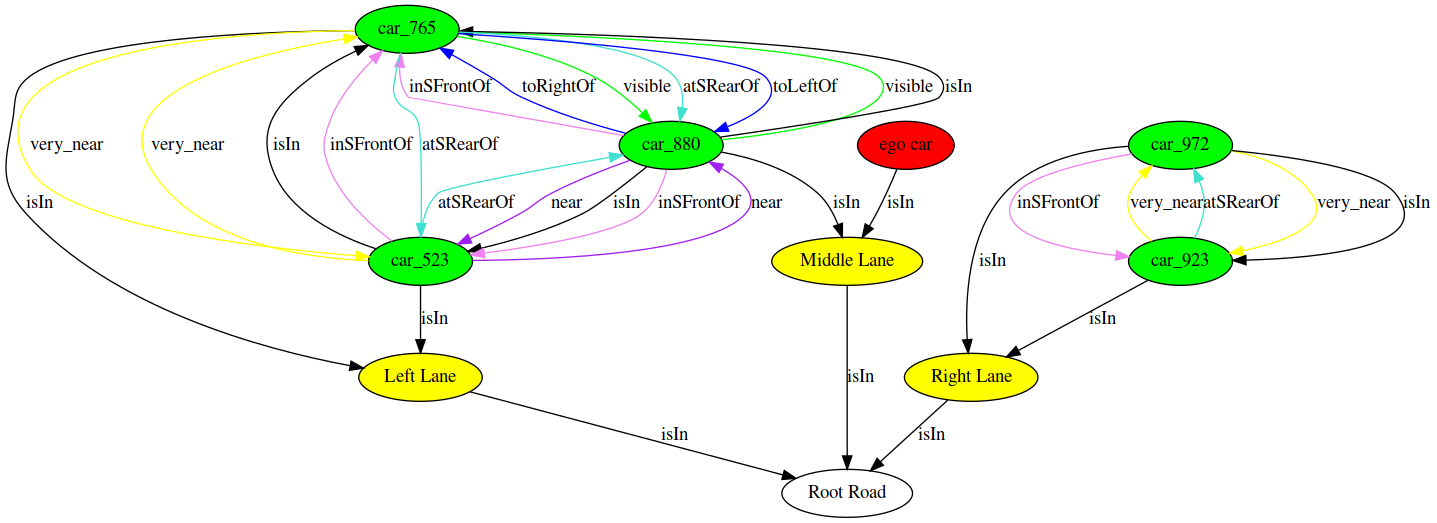 car_765
inSFrontOf toRightOf visible atSRearOf toLeftOf visible isIn
very_near very_near isIn inSFrontOf atSRearOf car_880 ego car car_972
isIn atSRearOf near isIn inSFrontOf near isIn isIn inSFrontOf very_near atSRearOf very_near isIn
car_523 Middle Lane isIn car_923
isIn isIn
Left Lane isIn Right Lane
isIn isIn
Root Road